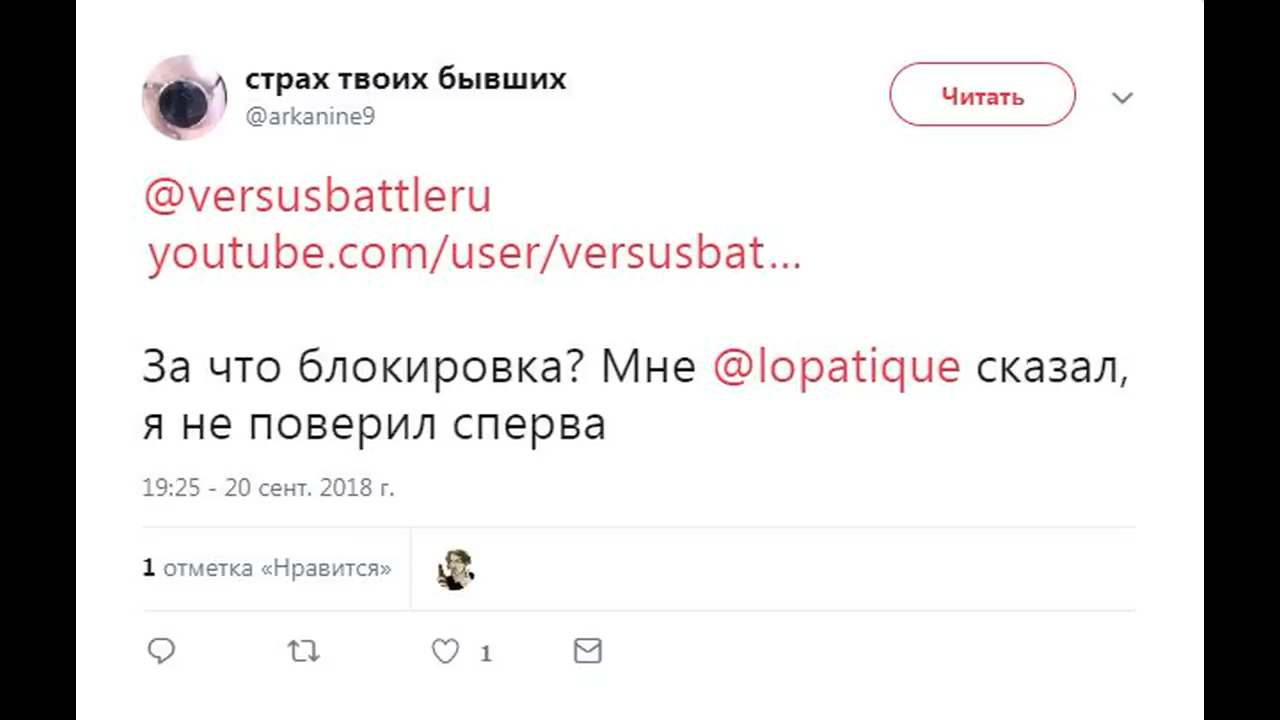 страх твоих бывших
@arkanine9
Читать
@versusbattleru
youtube.com/user/versusbat...
За что блокировка? Мне @lopatique сказал,
я не поверил сперва
19:25 - 20 сент. 2018 г.
1 отметка «Нравится»
1